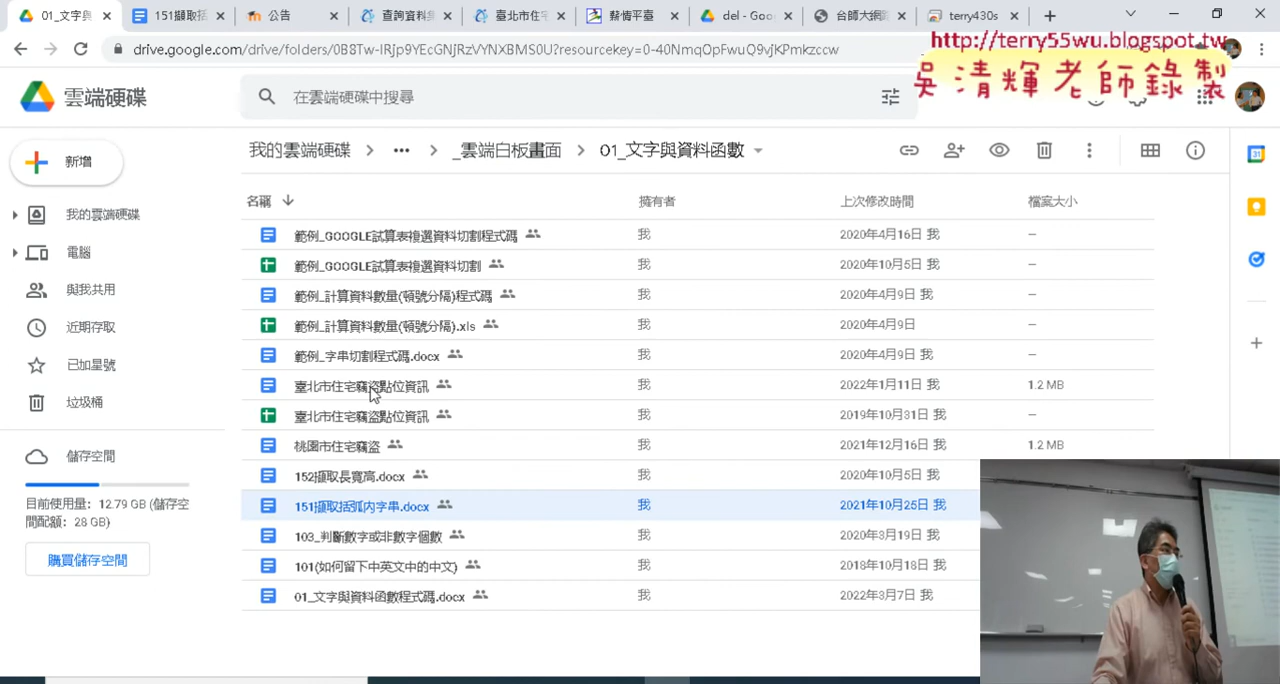 01_文字與
151擷取括
公告
查詢資料集
臺北市住宅
薪情平臺
del - Goo
台師大網路
terry430s
drive.google.com/drive/folders/0B8Tw-IRjp9YEcGNjRzVYNXBMS0U?resourcekey=0-40NmqOpFwuQ9vjKPmkzccw
http://terry55wu.blogspot.tw
吳清輝老師錄製
雲端硬碟
在雲端硬碟中搜尋
新增
我的雲端硬碟
電腦
與我共用
近期存取
已加星號
垃圾桶
儲存空間
目前使用量: 12.79 GB (儲存空
間配額: 28 GB)
購買儲存空間
我的雲端硬碟 > ••• > _雲端白板畫面 > 01_文字與資料函數
名稱 擁有者 上次修改時間 檔案大小
範例_GOOGLE試算表複選資料切割程式碼 我 2020年4月16日 我 –
範例_GOOGLE試算表複選資料切割 我 2020年10月5日 我 –
範例_計算資料數量(頓號分隔)程式碼 我 2020年4月9日 我 –
範例_計算資料數量(頓號分隔).xls 我 2020年4月9日 –
範例_字串切割程式碼.docx 我 2020年4月9日 我 –
臺北市住宅竊盜點位資訊 我 2022年1月11日 我 1.2 MB
臺北市住宅竊盜點位資訊 我 2019年10月31日 我 –
桃園市住宅竊盜 我 2021年12月16日 我 1.2 MB
152擷取長寬高.docx 我 2020年10月5日 我
151擷取括弧內字串.docx 我 2021年10月25日 我
103_判斷數字或非數字個數 我 2020年3月19日 我
101(如何留下中英文中的中文) 我 2018年10月18日 我
01_文字與資料函數程式碼.docx 我 2022年3月7日 我